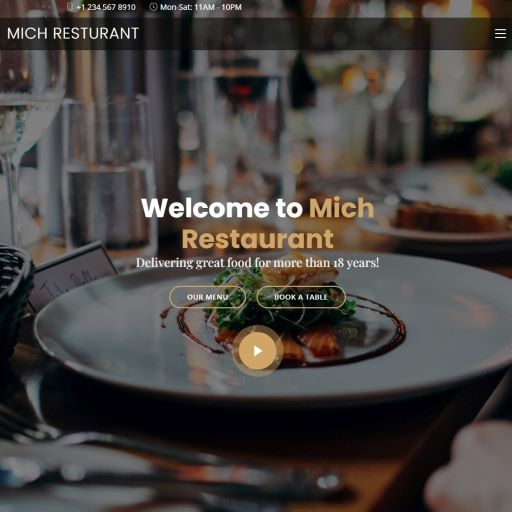 +1 234 567 8910 Mon Sat: 11AM - 10PM
MICH RESTURANT
Welcome to Mich
Restaurant
Delivering great food for more than 18 years!
OUR MENU BOOK A TABLE